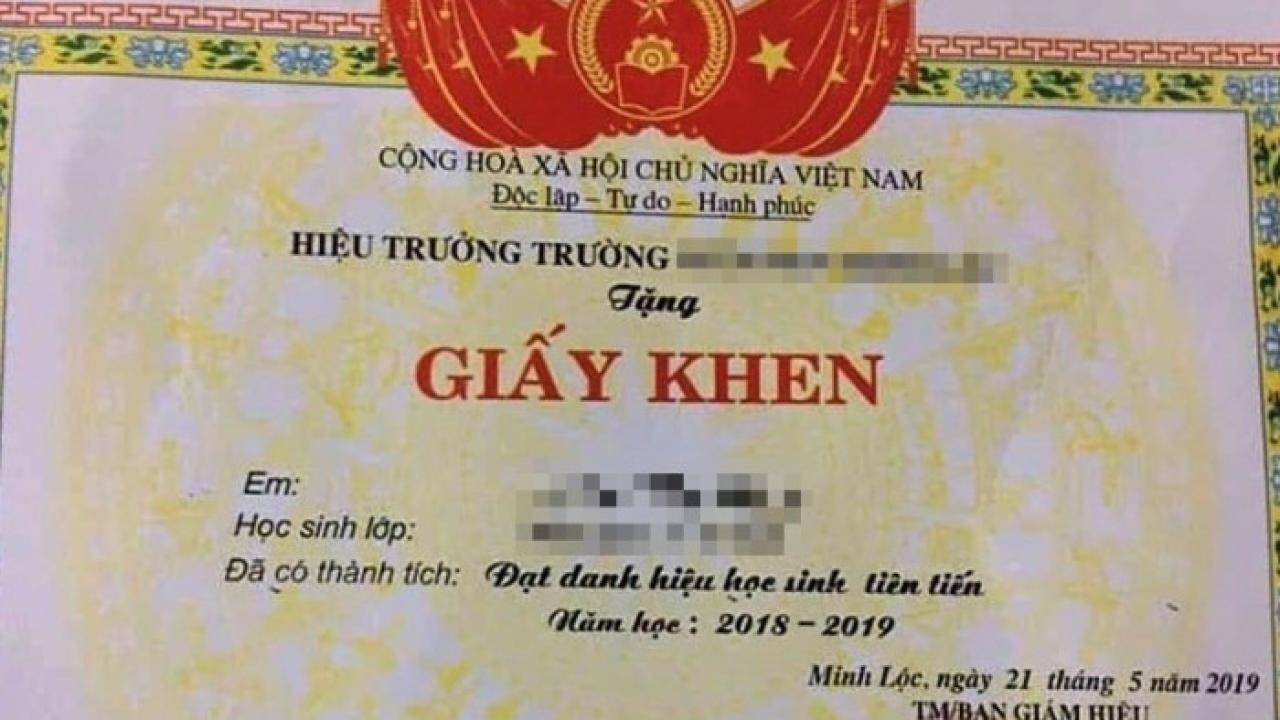 CỘNG HOÀ XÃ HỘI CHỦ NGHĨA VIỆT NAM
Độc lập – Tự do – Hạnh phúc
HIỆU TRƯỞNG TRƯỜNG
Tặng
GIẤY KHEN
Em:
Học sinh lớp:
Đã có thành tích: Đạt danh hiệu học sinh tiên tiến
Năm học : 2018 – 2019
Minh Lộc, ngày 21 tháng 5 năm 2019
TM/BAN GIÁM HIỆU